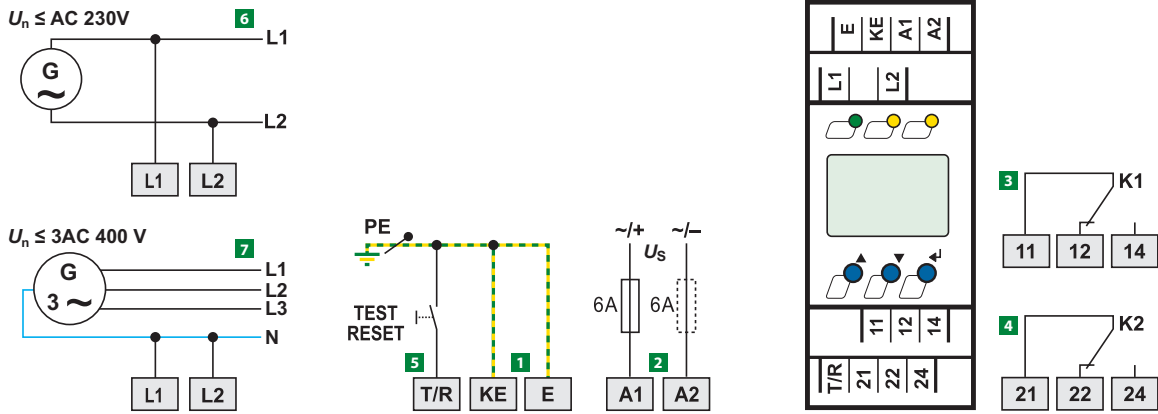 Un ≤ AC 230V
6
L1
G
~
L2
L1 L2
Un ≤ 3AC 400 V
7
G
3 ~
L1
L2
L3
N
L1 L2
PE
TEST
RESET
5
1
T/R KE E
~/+ ~/–
US
6A 6A
2
A1 A2
E KE A1 A2
L1 L2
11 12 14
T/R 21 22 24
3
K1
11 12 14
4
K2
21 22 24